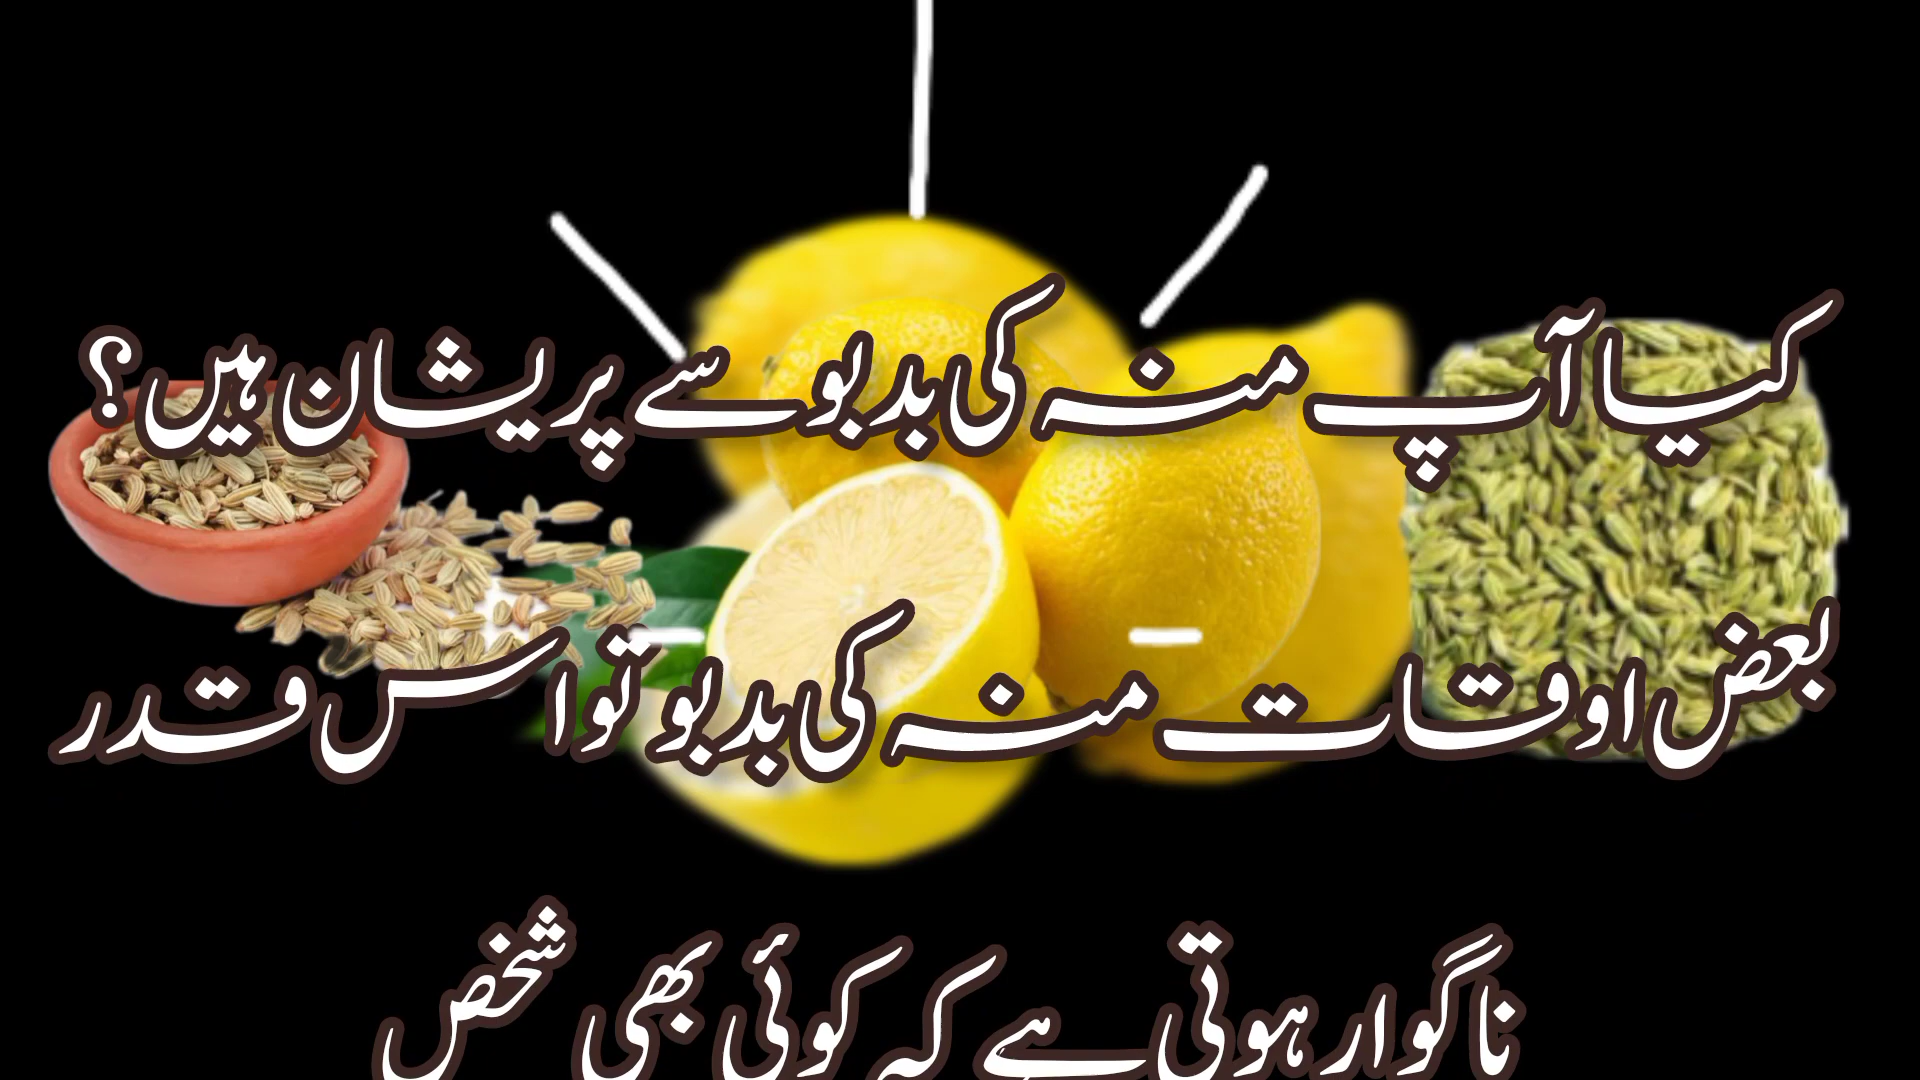 کیا آپ منہ کی بدبو سے پریشان ہیں؟
بعض اوقات منہ کی بدبو تو اس قدر
ناگوار ہوتی ہے کہ کوئی بھی شخص